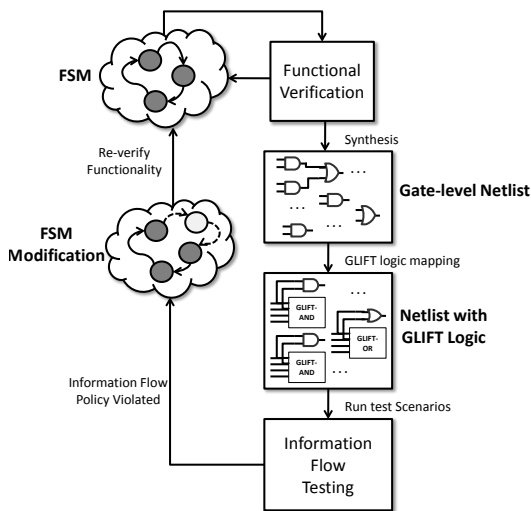 FSM
Functional
Verification
Synthesis
Re-verify
Functionality
Gate-level Netlist
...
...
...
FSM
Modification
GLIFT logic mapping
...
GLIFT-
AND
GLIFT-
OR
GLIFT-
AND
...
Netlist with
GLIFT Logic
Information Flow
Policy Violated
Run test Scenarios
Information
Flow
Testing